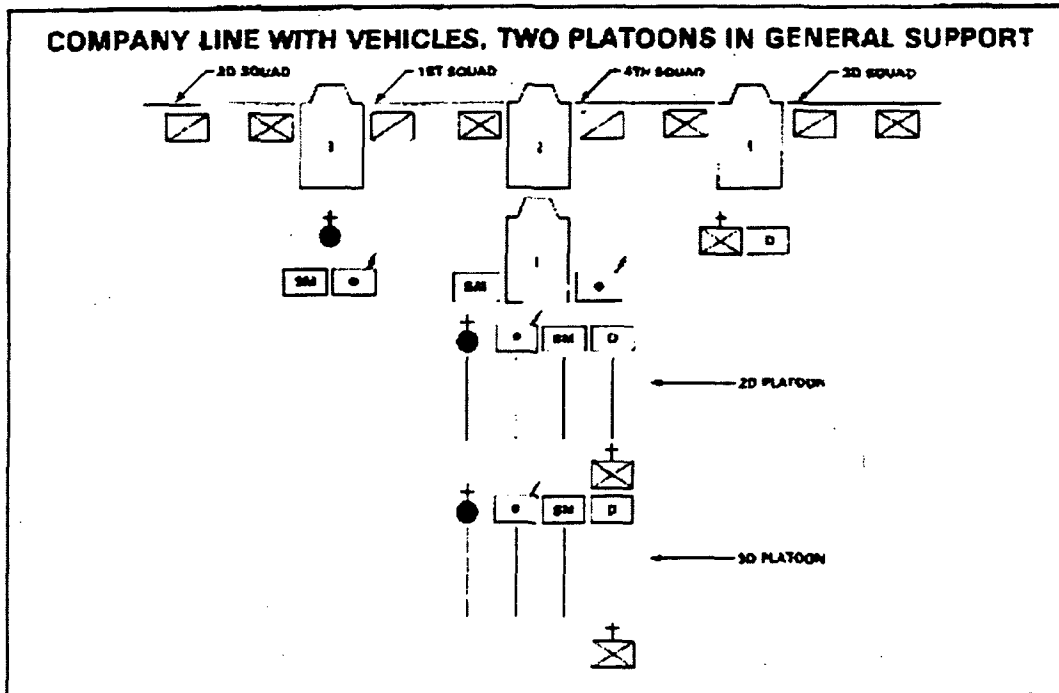 COMPANY LINE WITH VEHICLES, TWO PLATOONS IN GENERAL SUPPORT
2D SQUAD 1ST SQUAD 4TH SQUAD 3D SQUAD
3 2
D
SM
SM
SM D
2D PLATOON
SM D
3D PLATOON